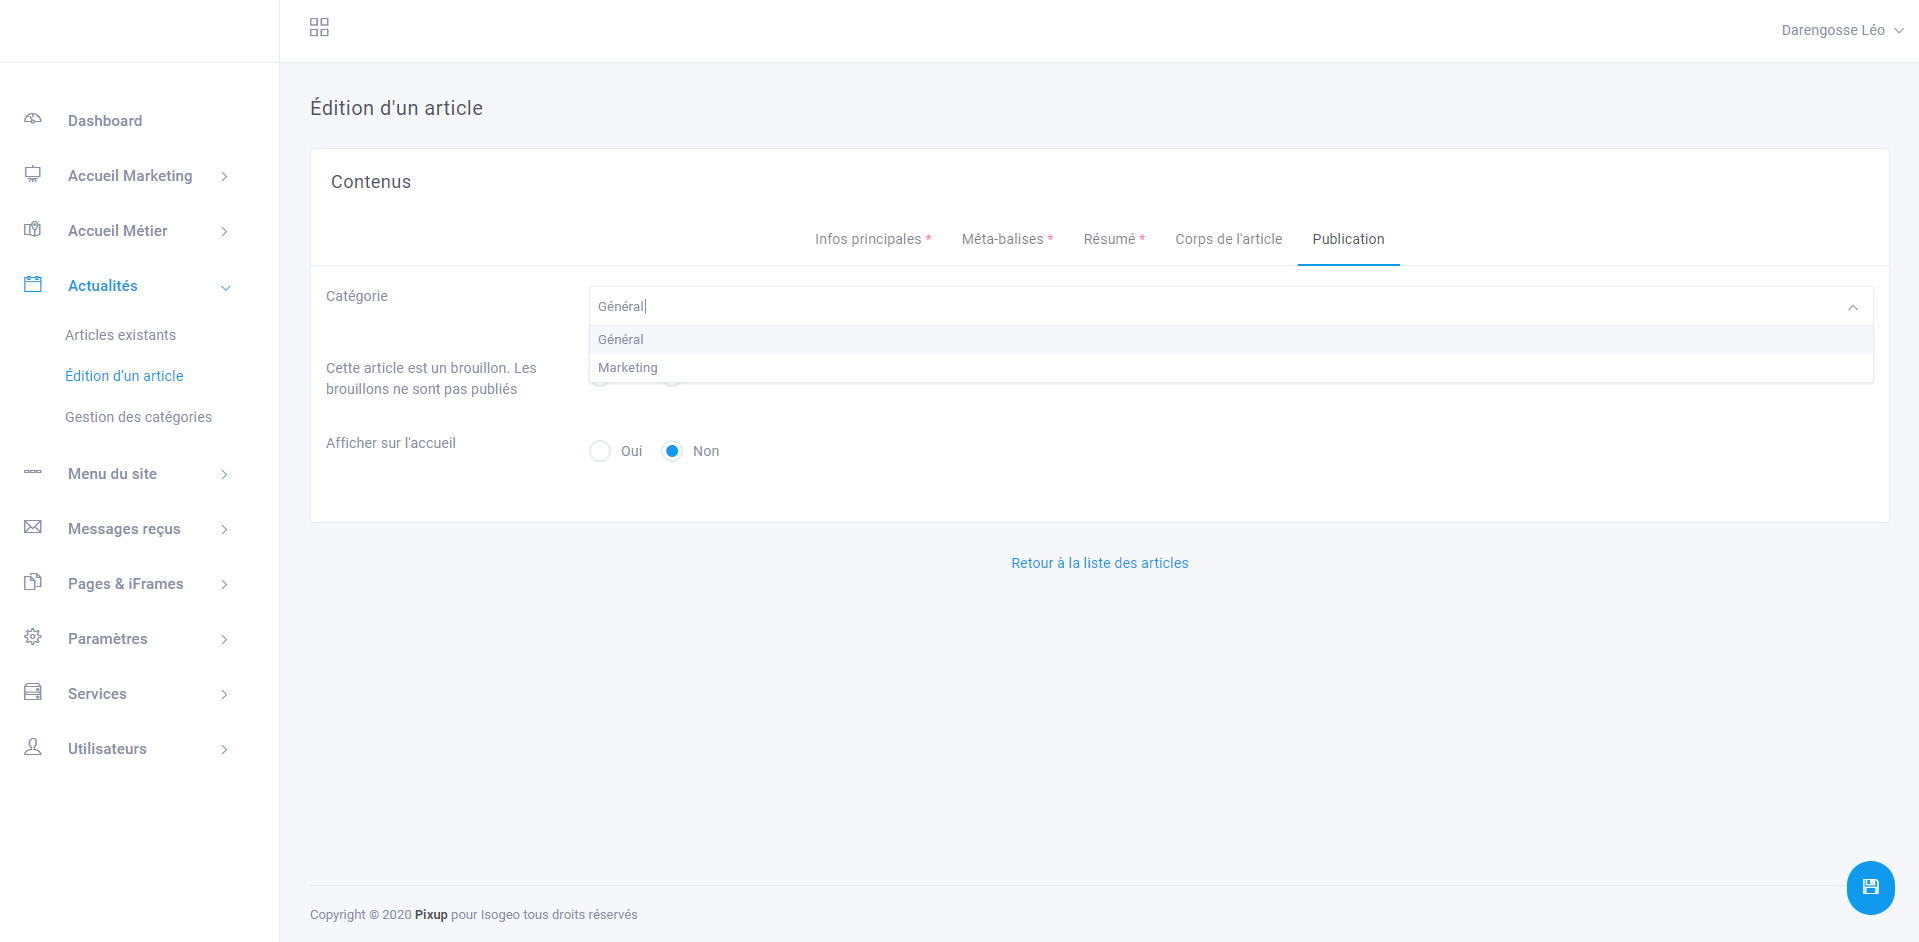 Darengosse Léo
Dashboard
Accueil Marketing
Accueil Métier
Actualités
Articles existants
Édition d'un article
Gestion des catégories
Menu du site
Messages reçus
Pages & iFrames
Paramètres
Services
Utilisateurs
Édition d'un article
Contenus
Infos principales * Méta-balises * Résumé * Corps de l'article Publication
Catégorie
Général
Général
Marketing
Cette article est un brouillon. Les
brouillons ne sont pas publiés
Afficher sur l'accueil
Oui Non
Retour à la liste des articles
Copyright © 2020 Pixup pour Isogeo tous droits réservés